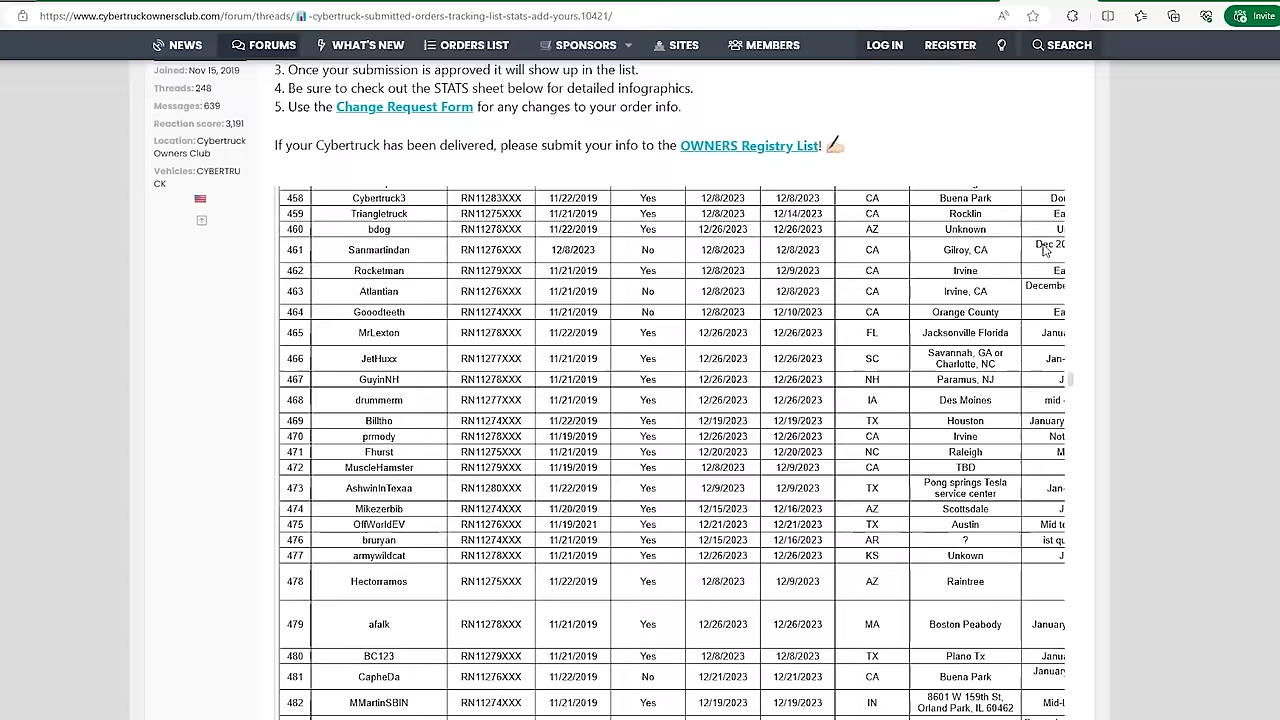 https://www.cybertruckownersclub.com/forum/threads/📊-cybertruck-submitted-orders-tracking-list-stats-add-yours.10421/
Invite
NEWS FORUMS WHAT'S NEW ORDERS LIST SPONSORS SITES MEMBERS LOG IN REGISTER SEARCH
Joined: Nov 15, 2019
Threads: 248
Messages: 639
Reaction score: 3,191
Location: Cybertruck
Owners Club
Vehicles: CYBERTRU
CK
3. Once your submission is approved it will show up in the list.
4. Be sure to check out the STATS sheet below for detailed infographics.
5. Use the Change Request Form for any changes to your order info.
If your Cybertruck has been delivered, please submit your info to the OWNERS Registry List! ✍🏻
458 Cybertruck3 RN11283XXX 11/22/2019 Yes 12/8/2023 12/8/2023 CA Buena Park Do
459 Triangletruck RN11275XXX 11/21/2019 Yes 12/8/2023 12/14/2023 CA Rocklin Ea
460 bdog RN11278XXX 11/22/2019 Yes 12/26/2023 12/26/2023 AZ Unknown U
461 Sanmartindan RN11276XXX 12/8/2023 No 12/8/2023 12/8/2023 CA Gilroy, CA Dec 20
462 Rocketman RN11279XXX 11/21/2019 Yes 12/8/2023 12/9/2023 CA Irvine Ea
463 Atlantian RN11276XXX 11/21/2019 No 12/8/2023 12/8/2023 CA Irvine, CA Decembe
464 Gooodteeth RN11274XXX 11/21/2019 No 12/8/2023 12/10/2023 CA Orange County Ea
465 MrLexton RN11278XXX 11/22/2019 Yes 12/26/2023 12/26/2023 FL Jacksonville Florida Janu
466 JetHuxx RN11277XXX 11/21/2019 Yes 12/26/2023 12/26/2023 SC Savannah, GA or Jan-
Charlotte, NC
467 GuyinNH RN11278XXX 11/21/2019 Yes 12/26/2023 12/26/2023 NH Paramus, NJ J
468 drummerm RN11277XXX 11/21/2019 Yes 12/26/2023 12/26/2023 IA Des Moines mid -
469 Billtho RN11274XXX 11/22/2019 Yes 12/19/2023 12/19/2023 TX Houston January
470 prmody RN11278XXX 11/19/2019 Yes 12/26/2023 12/26/2023 CA Irvine Not
471 Fhurst RN11275XXX 11/21/2019 Yes 12/20/2023 12/20/2023 NC Raleigh M
472 MuscleHamster RN11279XXX 11/19/2019 Yes 12/8/2023 12/9/2023 CA TBD
473 AshwinInTexaa RN11280XXX 11/22/2019 Yes 12/9/2023 12/9/2023 TX Pong springs Tesla Jan-
service center
474 Mikezerbib RN11274XXX 11/20/2019 Yes 12/15/2023 12/16/2023 AZ Scottsdale J
475 OffWorldEV RN11276XXX 11/19/2021 Yes 12/21/2023 12/21/2023 TX Austin Mid te
476 bruryan RN11274XXX 11/21/2019 Yes 12/15/2023 12/16/2023 AR ? ist qu
477 armywildcat RN11278XXX 11/21/2019 Yes 12/26/2023 12/26/2023 KS Unkown J
478 Hectorramos RN11275XXX 11/22/2019 Yes 12/8/2023 12/9/2023 AZ Raintree
479 afalk RN11278XXX 11/21/2019 Yes 12/26/2023 12/26/2023 MA Boston Peabody January
480 BC123 RN11279XXX 11/21/2019 Yes 12/8/2023 12/8/2023 TX Plano Tx Janu
481 CapheDa RN11276XXX 11/22/2019 No 12/21/2023 12/21/2023 CA Buena Park January
482 MMartinSBIN RN11274XXX 11/21/2019 Yes 12/19/2023 12/19/2023 IN 8601 W 159th St, Mid-l
Orland Park, IL 60462